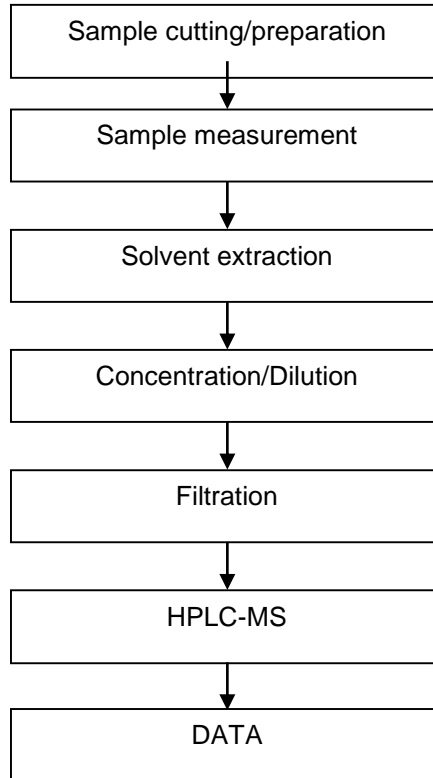 Sample cutting/preparation
Sample measurement
Solvent extraction
Concentration/Dilution
Filtration
HPLC-MS
DATA